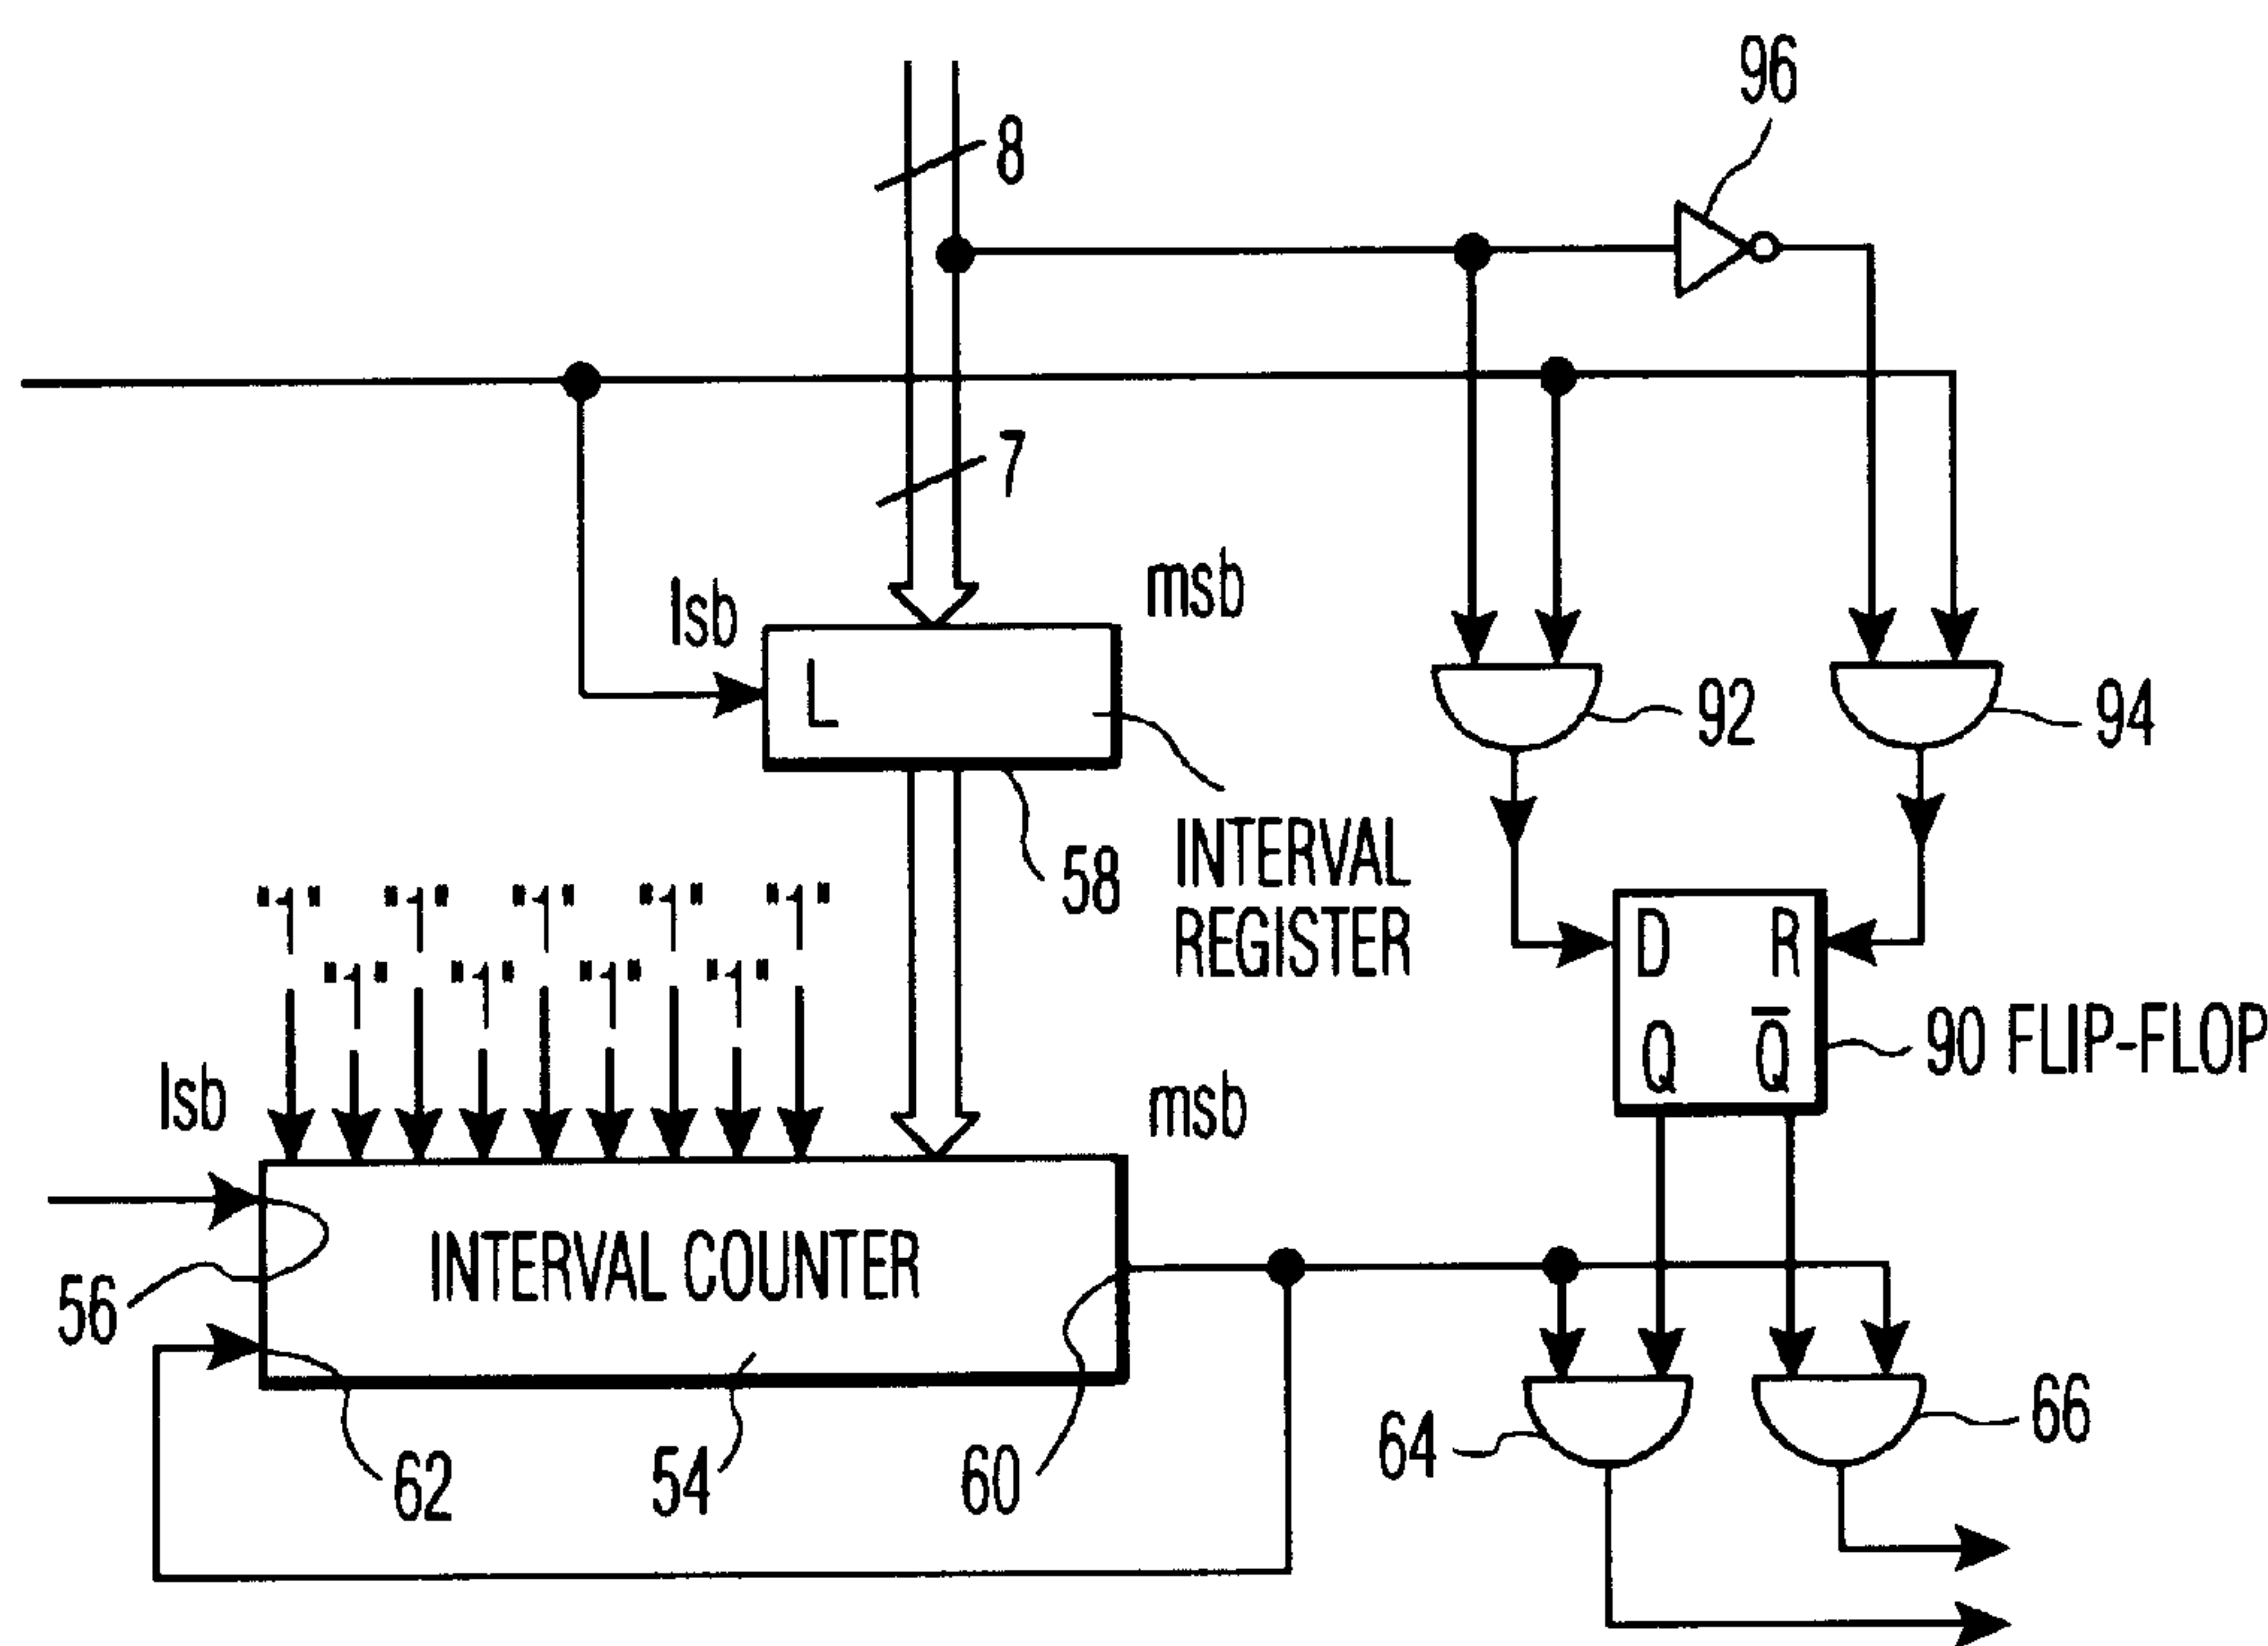 96
8
7
lsb
msb
L
92
94
58
INTERVAL
REGISTER
"1" "1" "1" "1" "1"
"1" "1" "1" "1"
D R
Q Q̅
90 FLIP-FLOP
lsb
msb
INTERVAL COUNTER
56
62
54
60
64
66